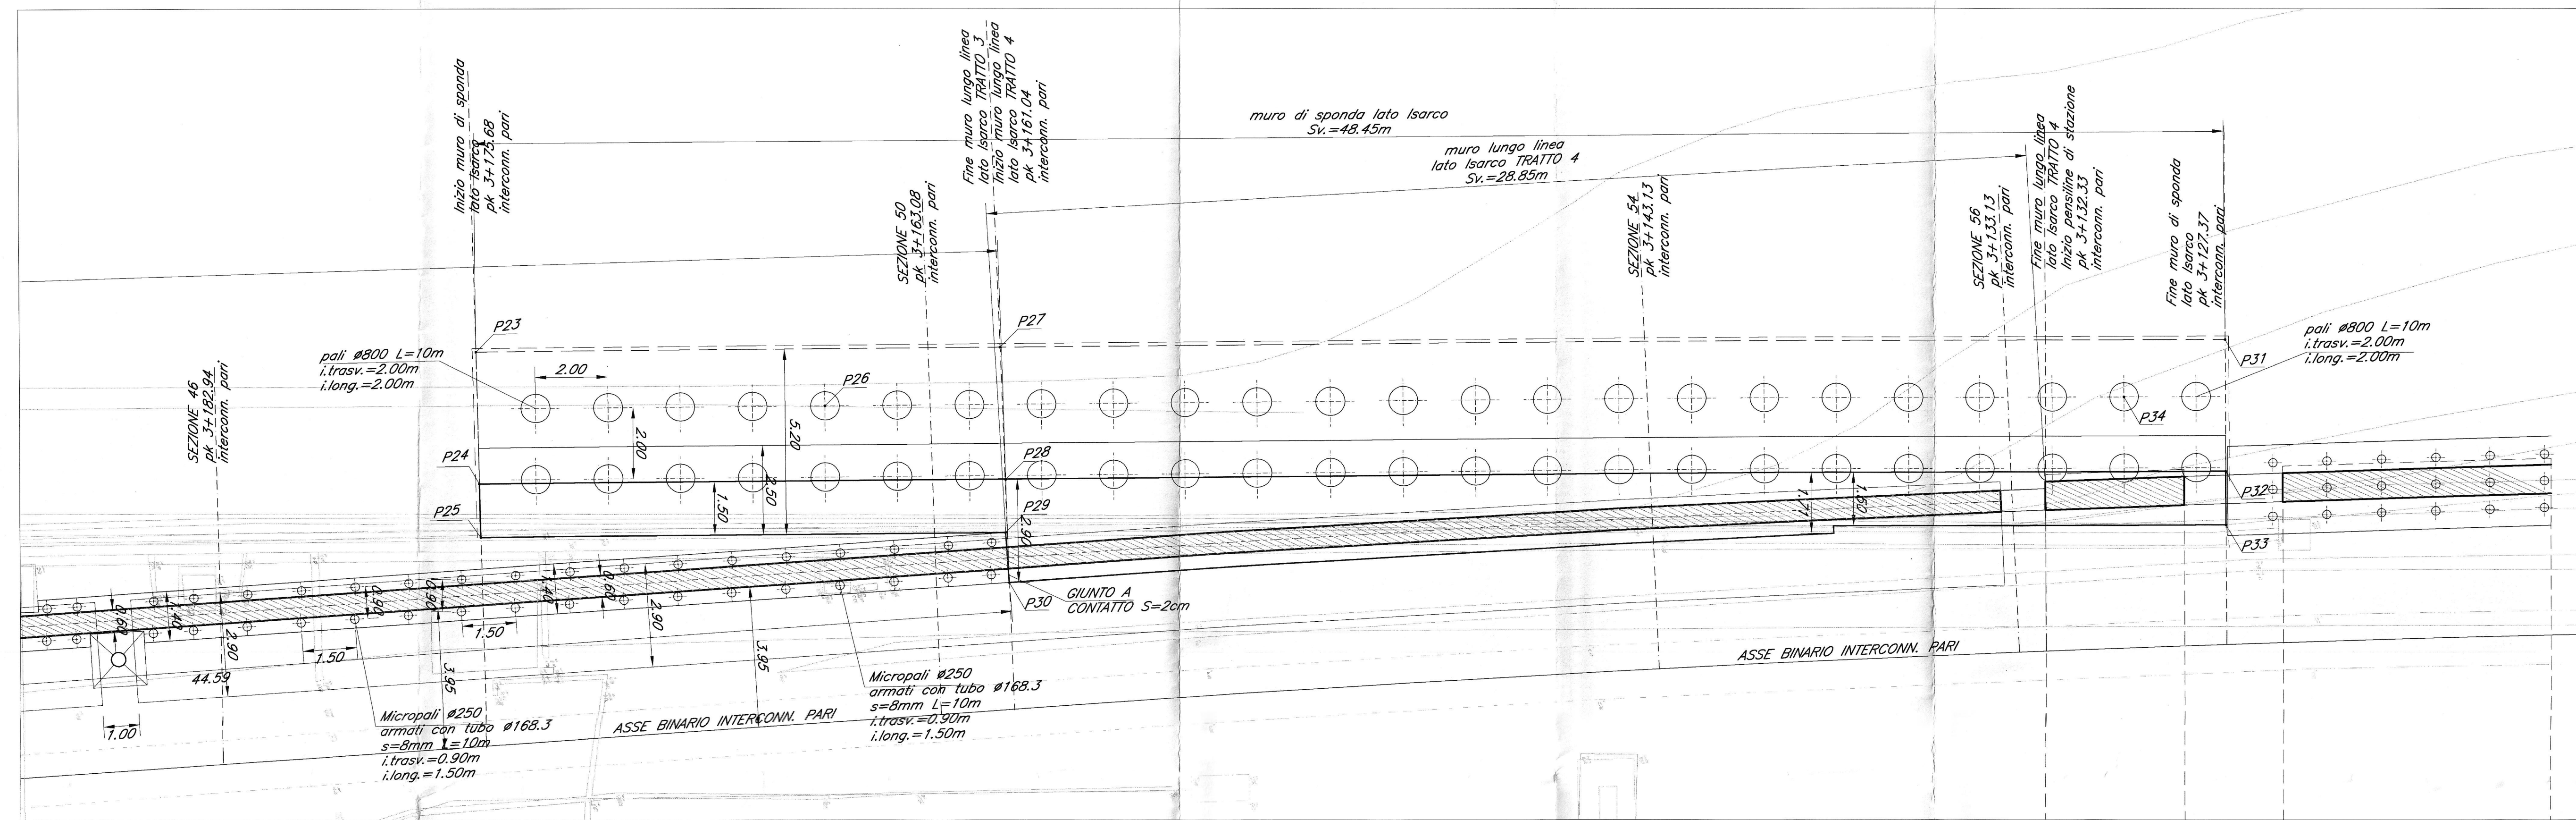 Inizio muro di sponda
lato Isarco
pk 3+175.68
interconn. pari
Fine muro lungo linea
lato Isarco TRATTO 3
Inizio muro lungo linea
lato Isarco TRATTO 4
pk 3+161.04
interconn. pari
muro di sponda lato Isarco
Sv.=48.45m
muro lungo linea
lato Isarco TRATTO 4
Sv.=28.85m
SEZIONE 50
pk 3+163.08
interconn. pari
SEZIONE 54
pk 3+143.13
interconn. pari
SEZIONE 56
pk 3+133.13
interconn. pari
Fine muro lungo linea
lato Isarco TRATTO 4
Inizio pensiline di stazione
pk 3+132.33
interconn. pari
Fine muro di sponda
lato Isarco
pk 3+127.37
interconn. pari
SEZIONE 46
pk 3+182.94
interconn. pari
P23
P27
pali ø800 L=10m
i.trasv.=2.00m
i.long.=2.00m
2.00
P26
2.00
5.20
2.50
1.50
P24
P25
P28
P29
2.90
P30
GIUNTO A
CONTATTO S=2cm
1.71
1.50
pali ø800 L=10m
i.trasv.=2.00m
i.long.=2.00m
P31
P34
P32
P33
0.60
1.40
2.90
0.90
0.90
1.40
0.60
2.90
1.50
1.50
3.95
3.95
44.59
1.00
Micropali ø250
armati con tubo ø168.3
s=8mm L=10m
i.trasv.=0.90m
i.long.=1.50m
ASSE BINARIO INTERCONN. PARI
Micropali ø250
armati con tubo ø168.3
s=8mm L=10m
i.trasv.=0.90m
i.long.=1.50m
ASSE BINARIO INTERCONN. PARI